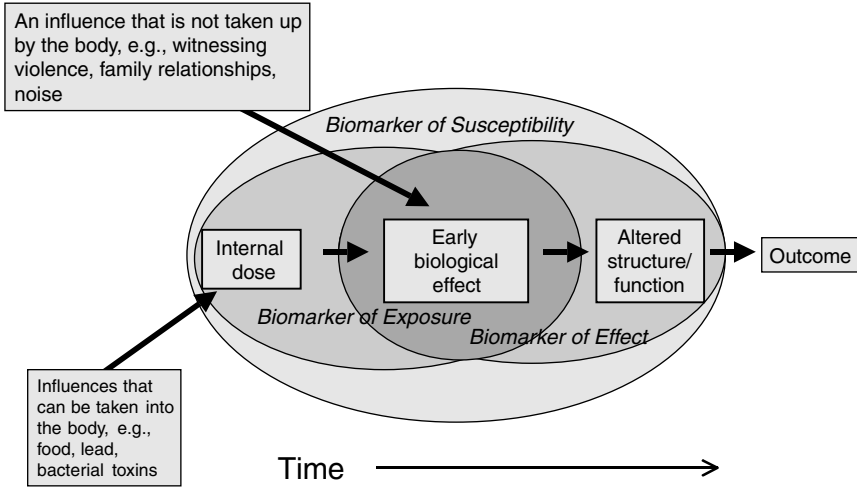 An influence that is not taken up
by the body, e.g., witnessing
violence, family relationships,
noise
Biomarker of Susceptibility
Internal
dose
Early
biological
effect
Altered
structure/
function
Outcome
Biomarker of Exposure
Biomarker of Effect
Influences that
can be taken into
the body, e.g.,
food, lead,
bacterial toxins
Time